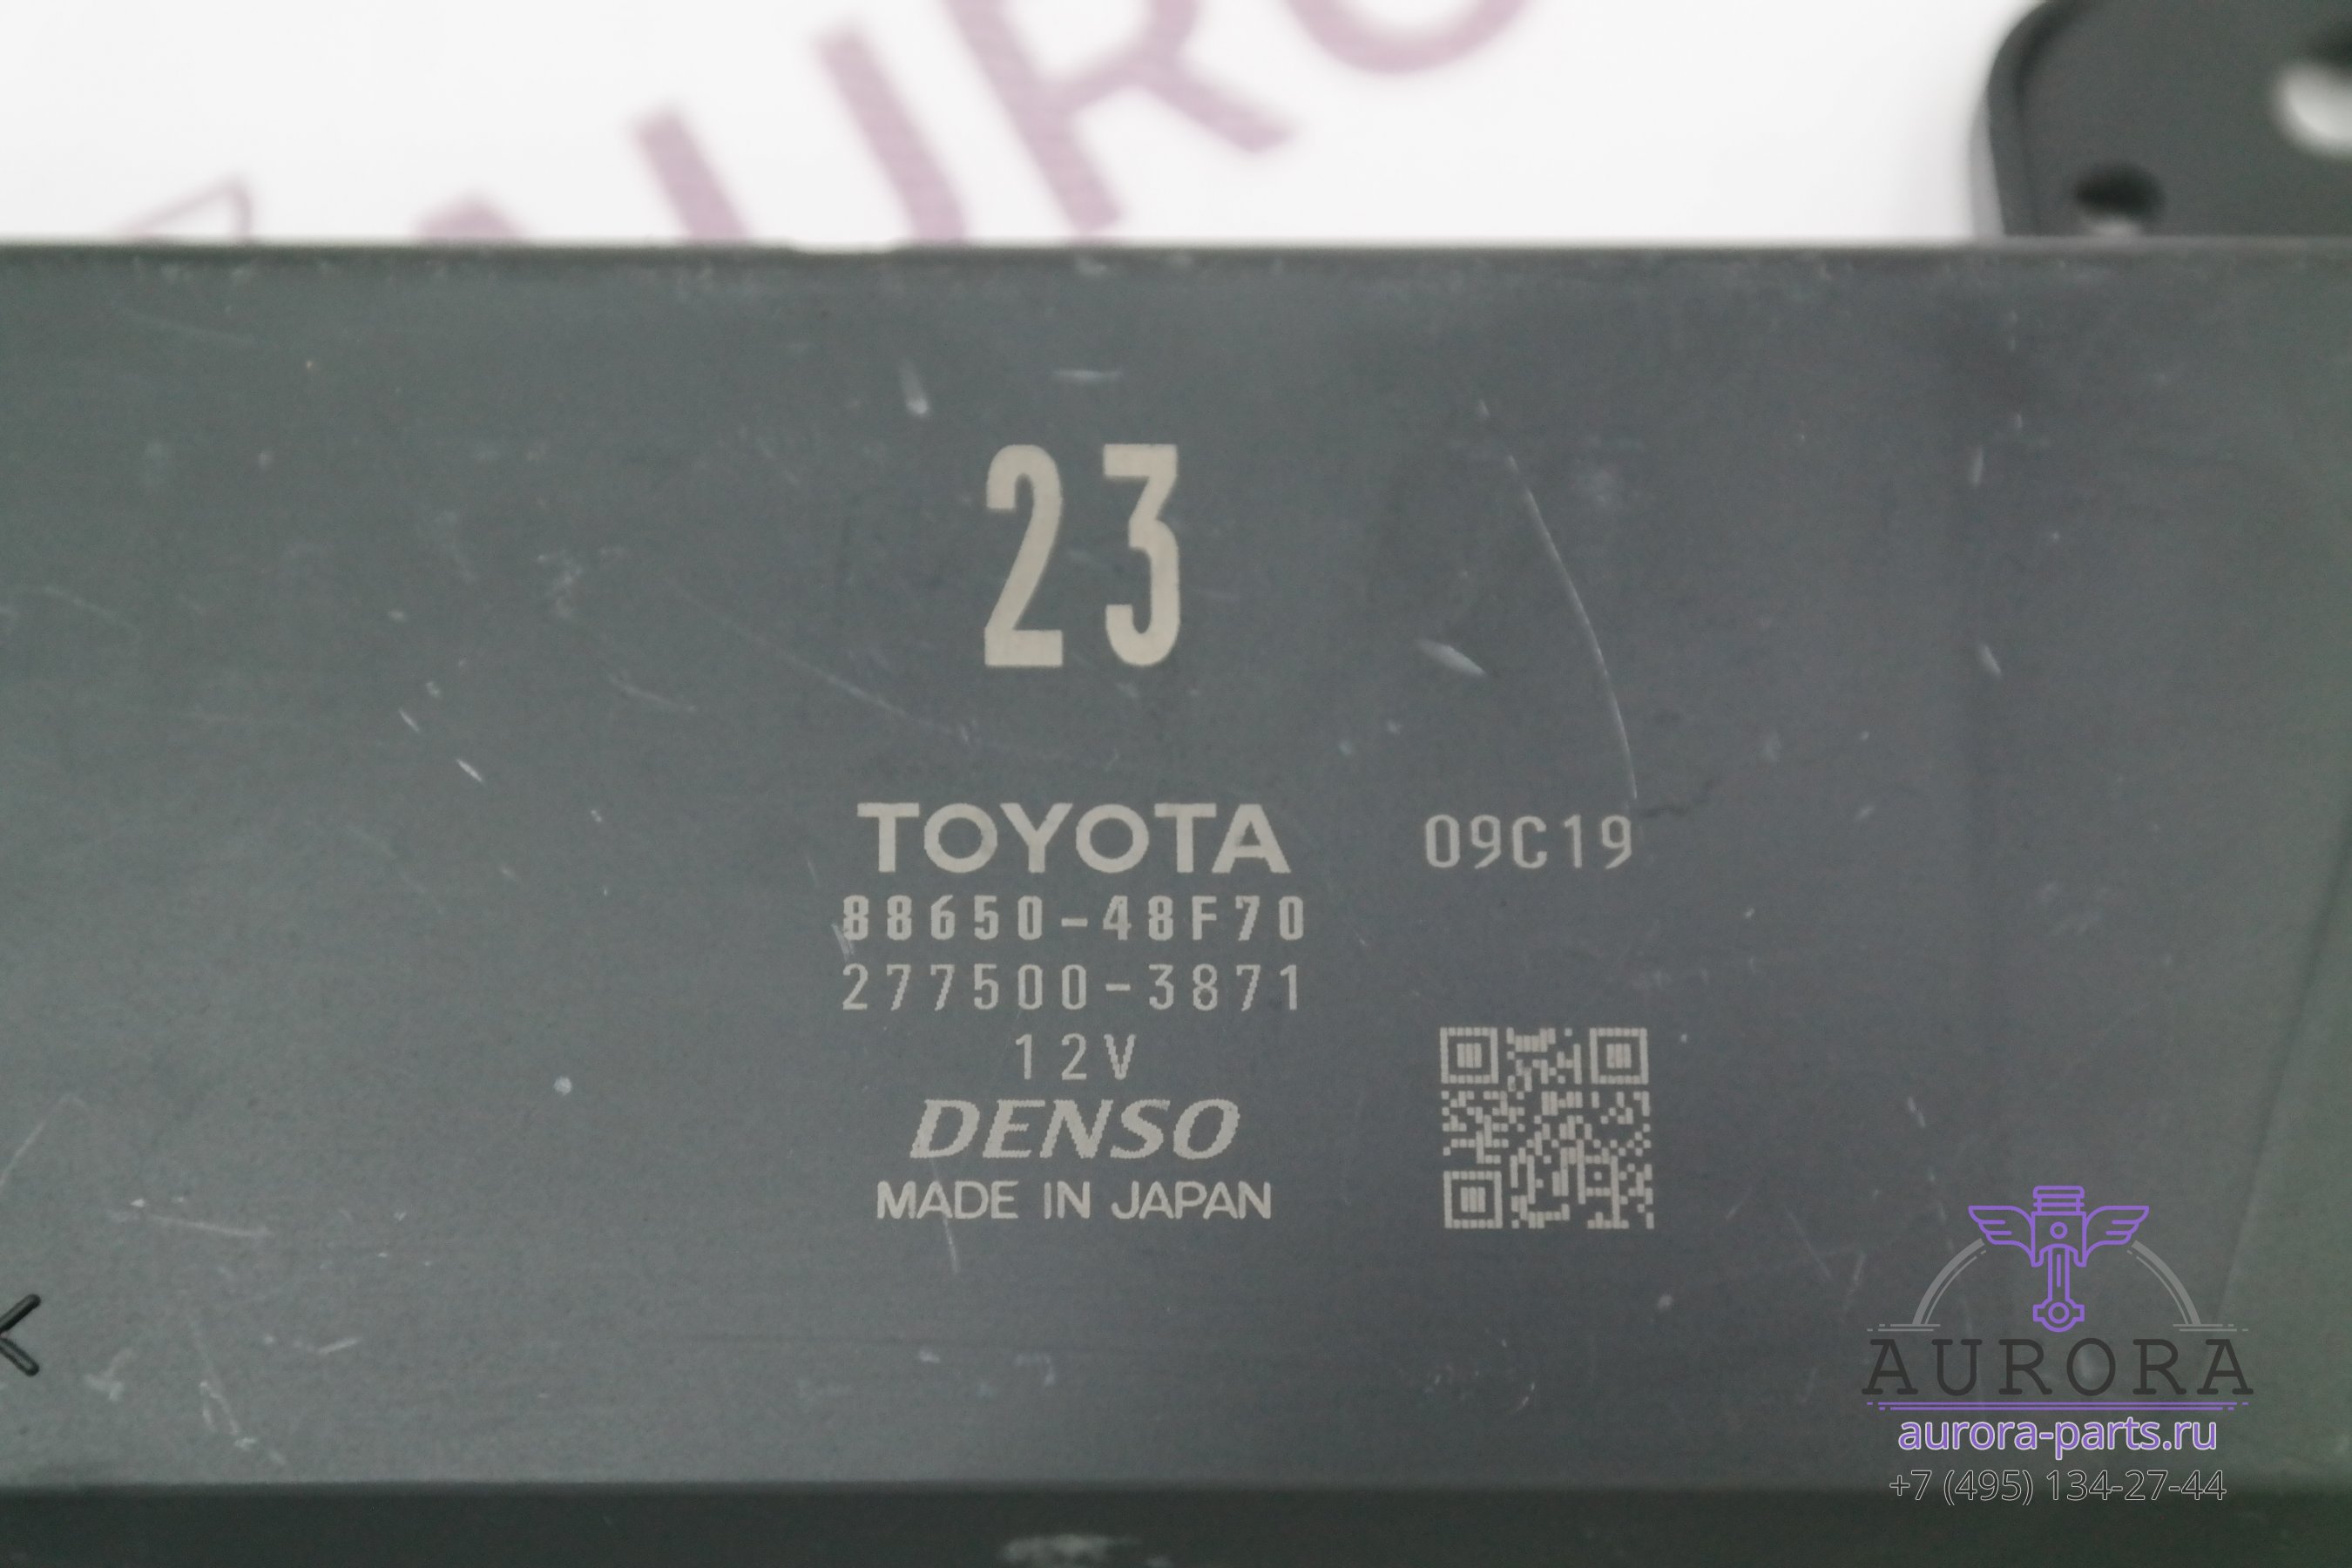 AURO
23
TOYOTA 09C19
88650-48F70
277500-3871
12V
DENSO
MADE IN JAPAN
AURORA
aurora-parts.ru
+7 (495) 134-27-44